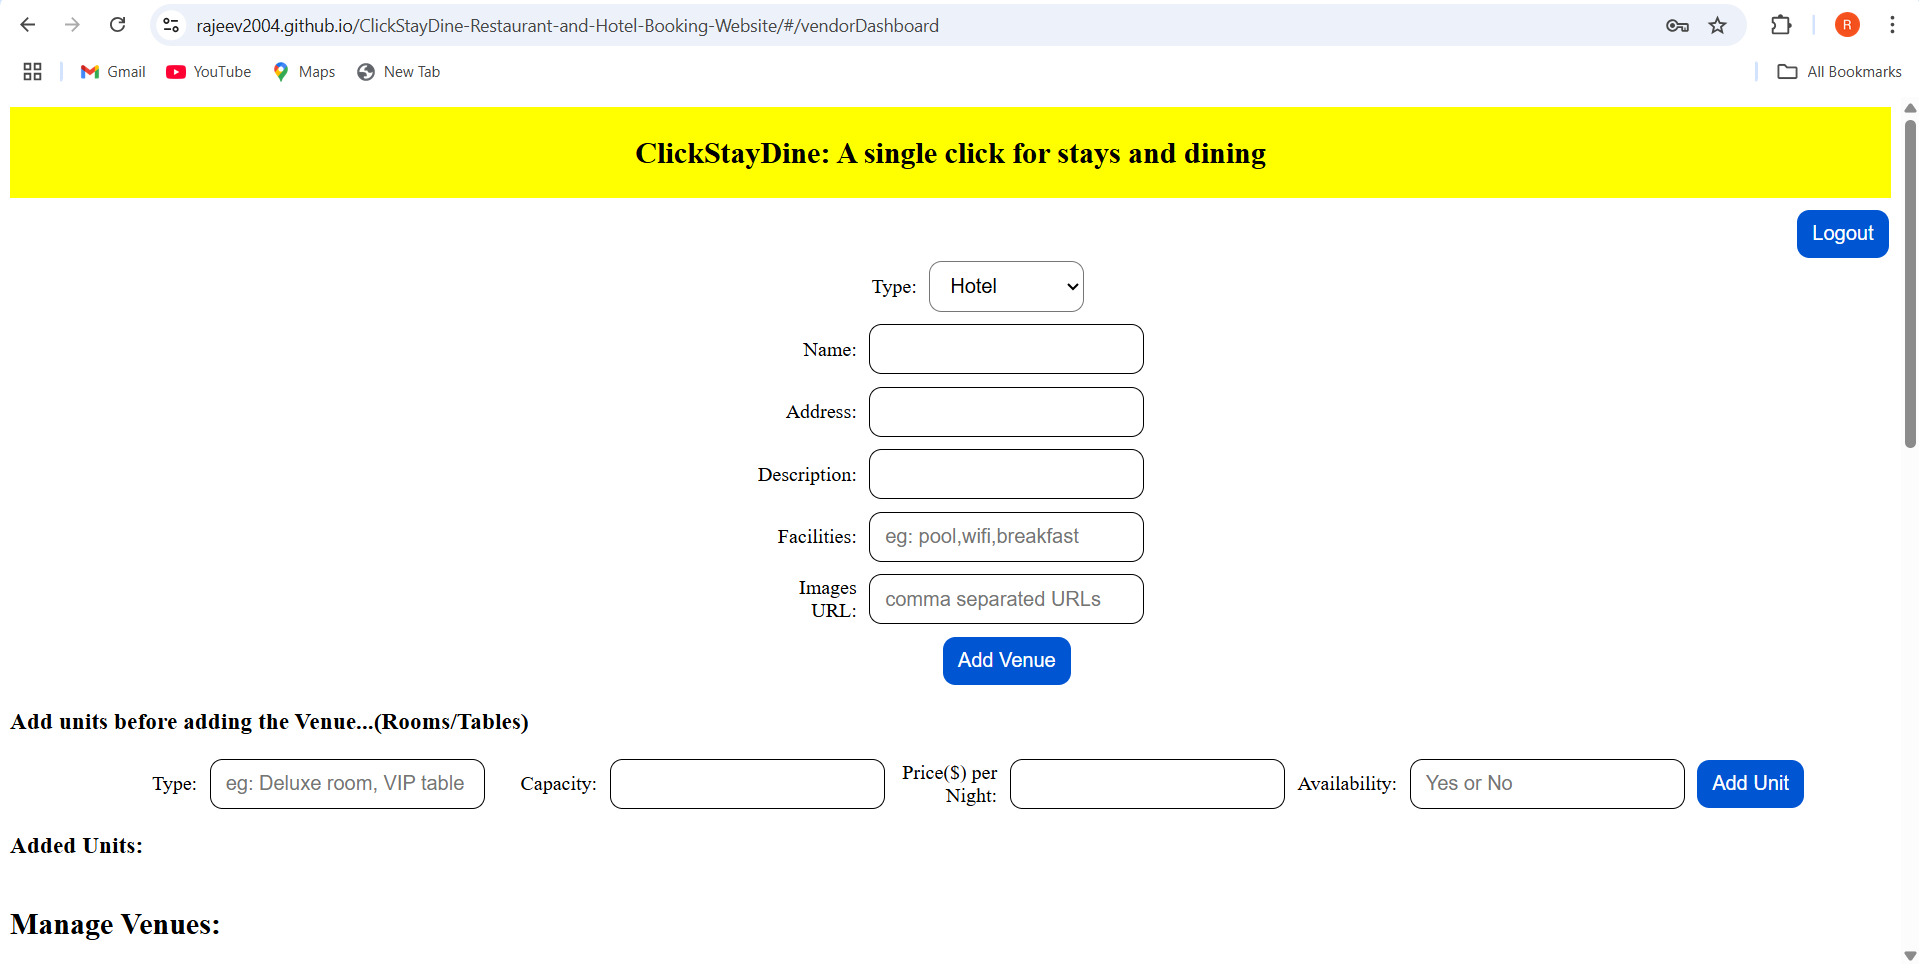 rajeev2004.github.io/ClickStayDine-Restaurant-and-Hotel-Booking-Website/#/vendorDashboard
R
Gmail
YouTube
Maps
New Tab
All Bookmarks
ClickStayDine: A single click for stays and dining
Logout
Type: Hotel
Name:
Address:
Description:
Facilities: eg: pool,wifi,breakfast
Images
URL: comma separated URLs
Add Venue
Add units before adding the Venue...(Rooms/Tables)
Type: eg: Deluxe room, VIP table
Capacity:
Price($) per
Night:
Availability: Yes or No
Add Unit
Added Units:
Manage Venues: